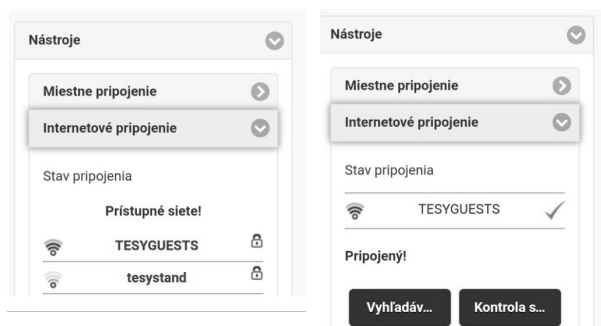 Nástroje
Miestne pripojenie
Internetové pripojenie
Stav pripojenia
Prístupné siete!
TESYGUESTS
tesystand
Nástroje
Miestne pripojenie
Internetové pripojenie
Stav pripojenia
TESYGUESTS
Pripojený!
Vyhľadáv... Kontrola s...